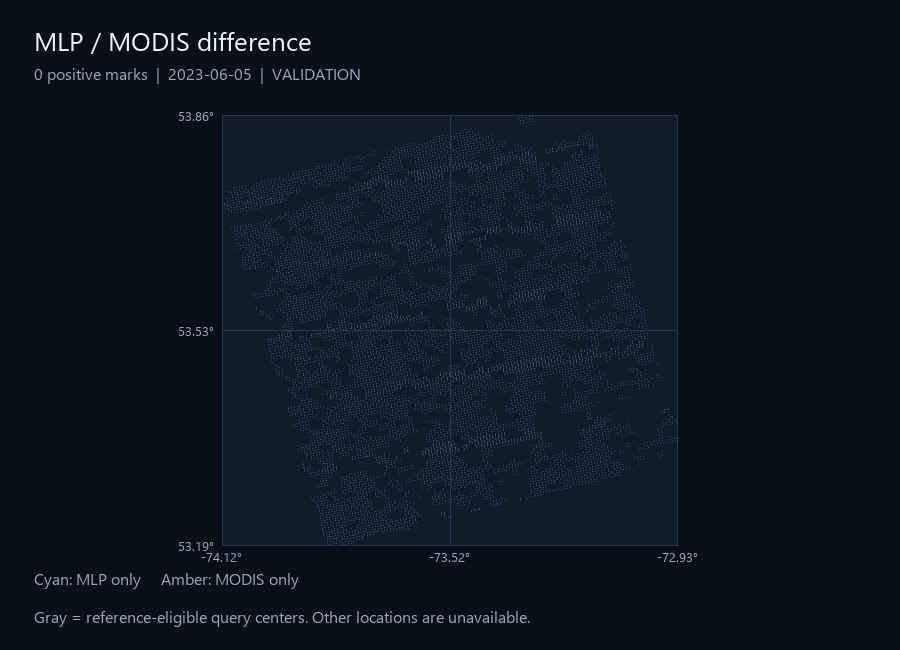 MLP / MODIS difference
0 positive marks | 2023-06-05 | VALIDATION
53.86°
53.53°
53.19°
-74.12° -73.52° -72.93°
Cyan: MLP only Amber: MODIS only
Gray = reference-eligible query centers. Other locations are unavailable.